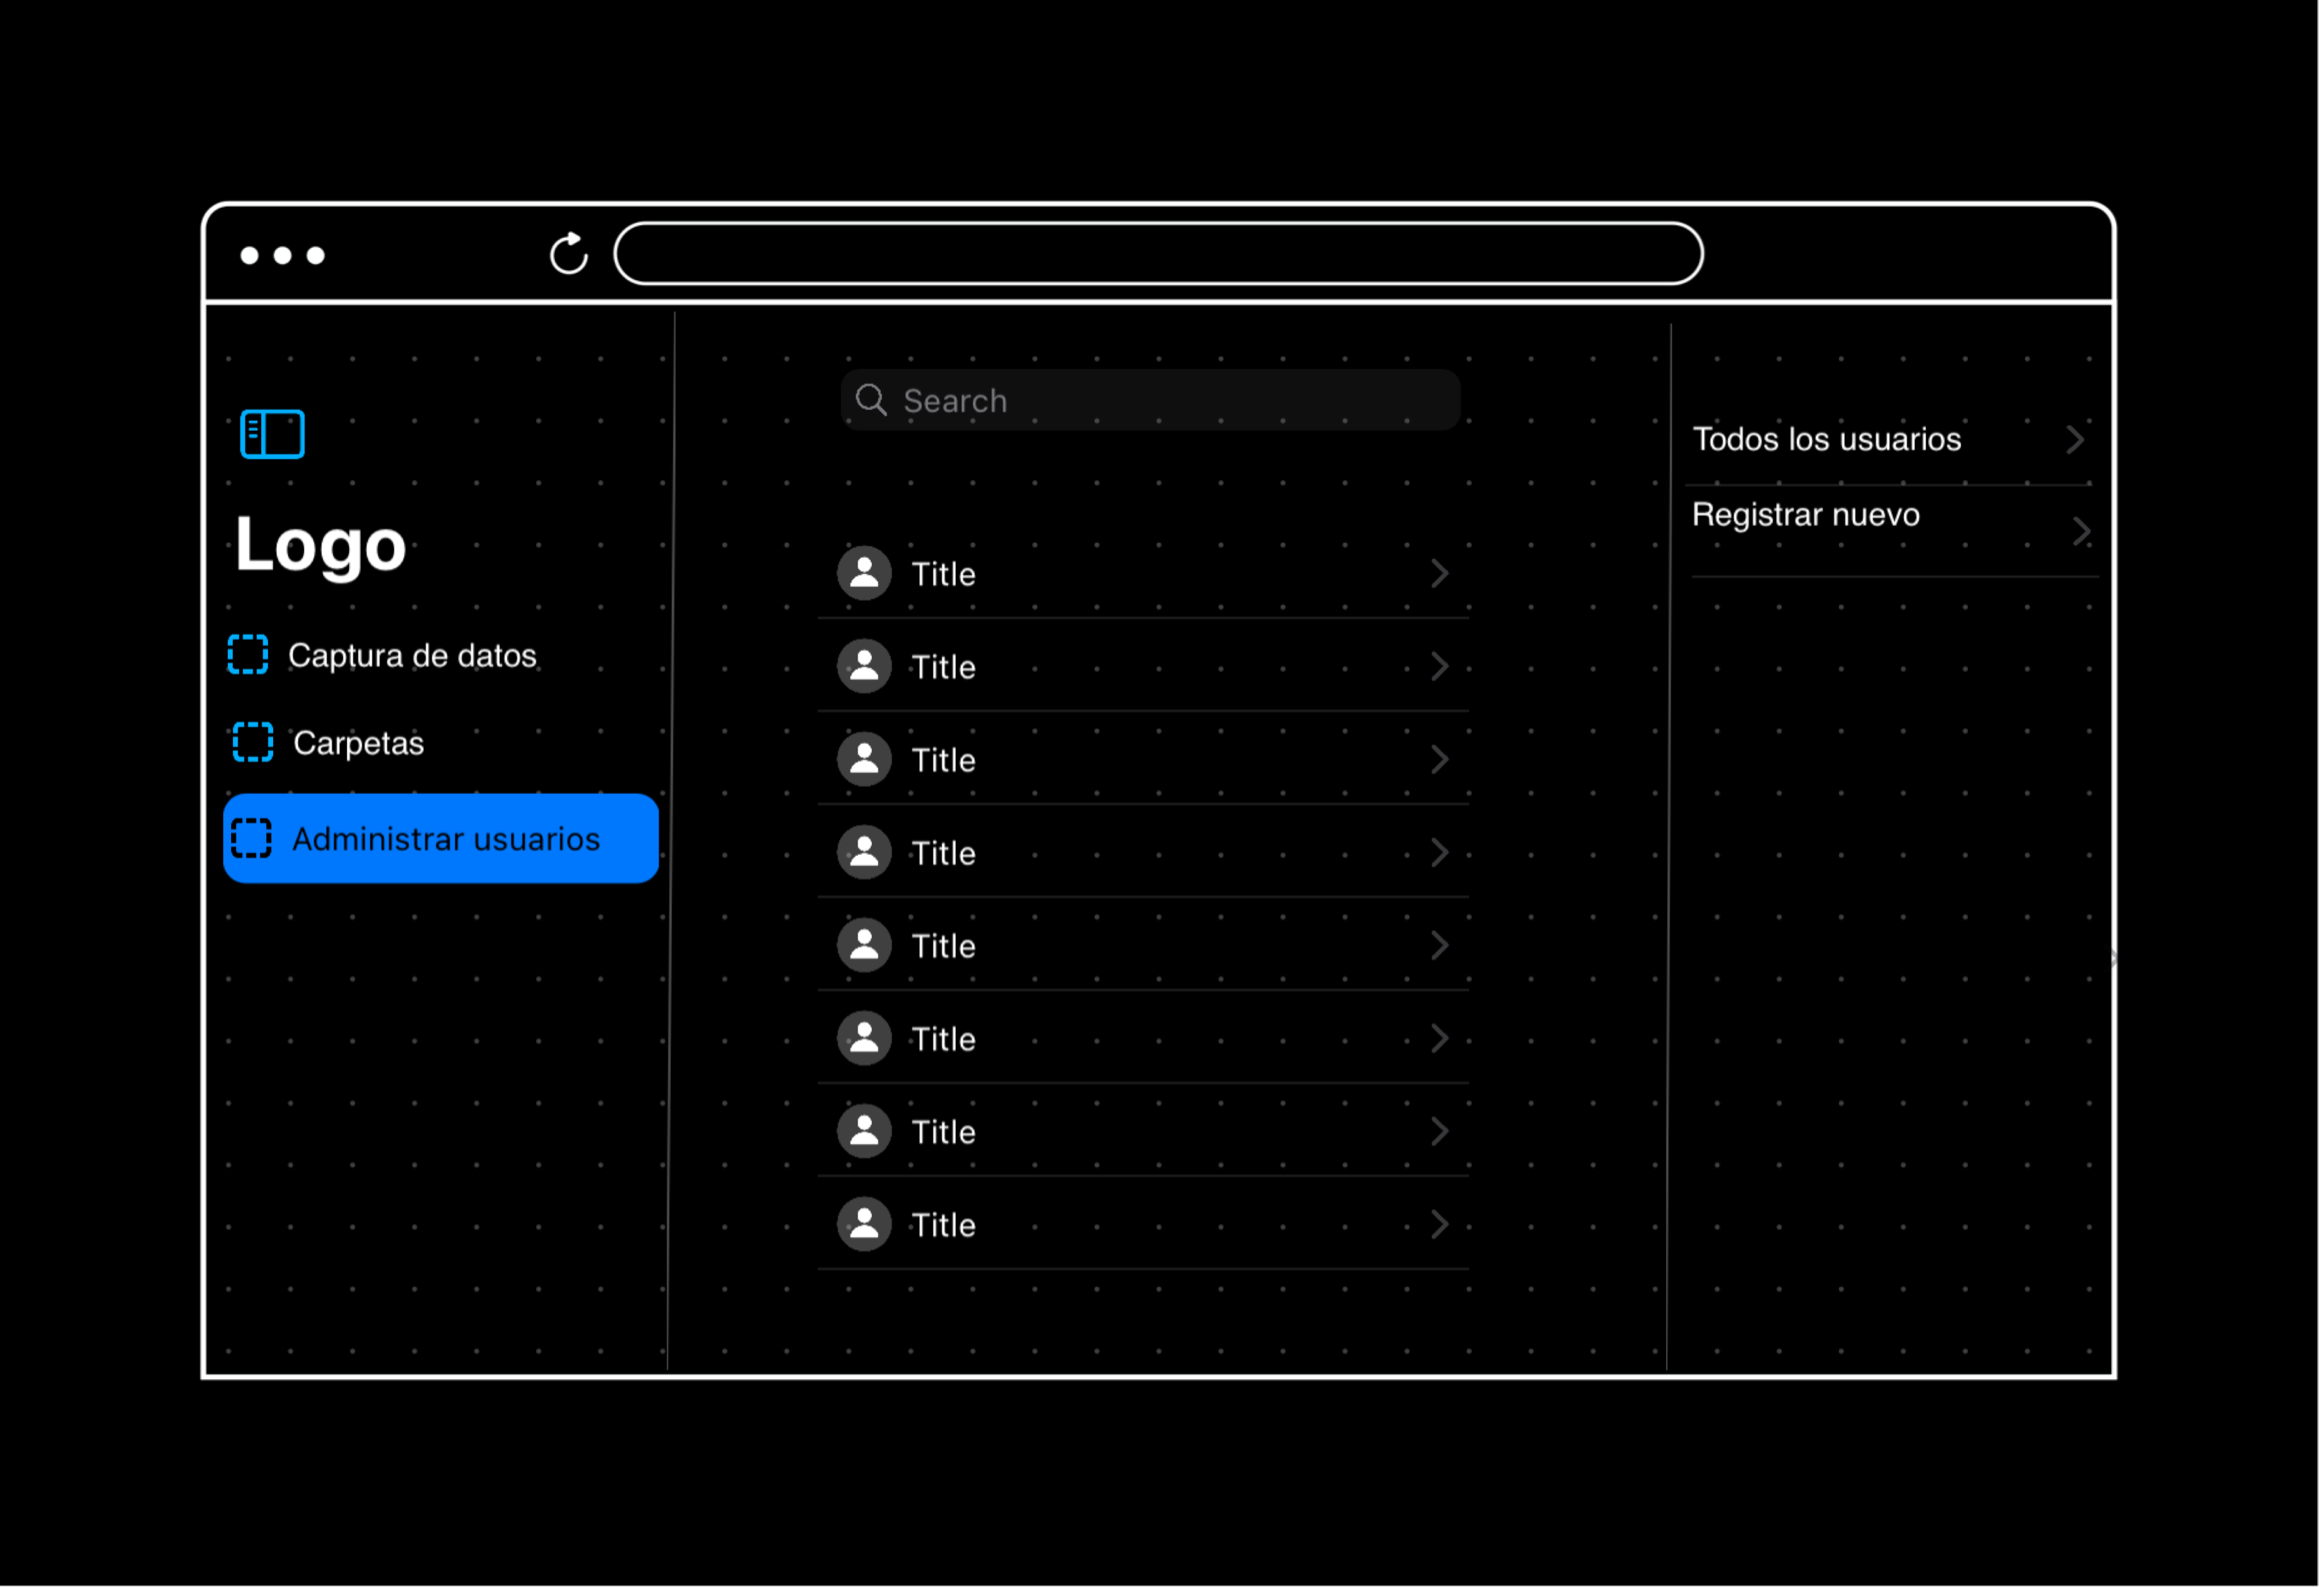 Logo
Captura de datos
Carpetas
Administrar usuarios
Search
Title
Title
Title
Title
Title
Title
Title
Title
Todos los usuarios
Registrar nuevo